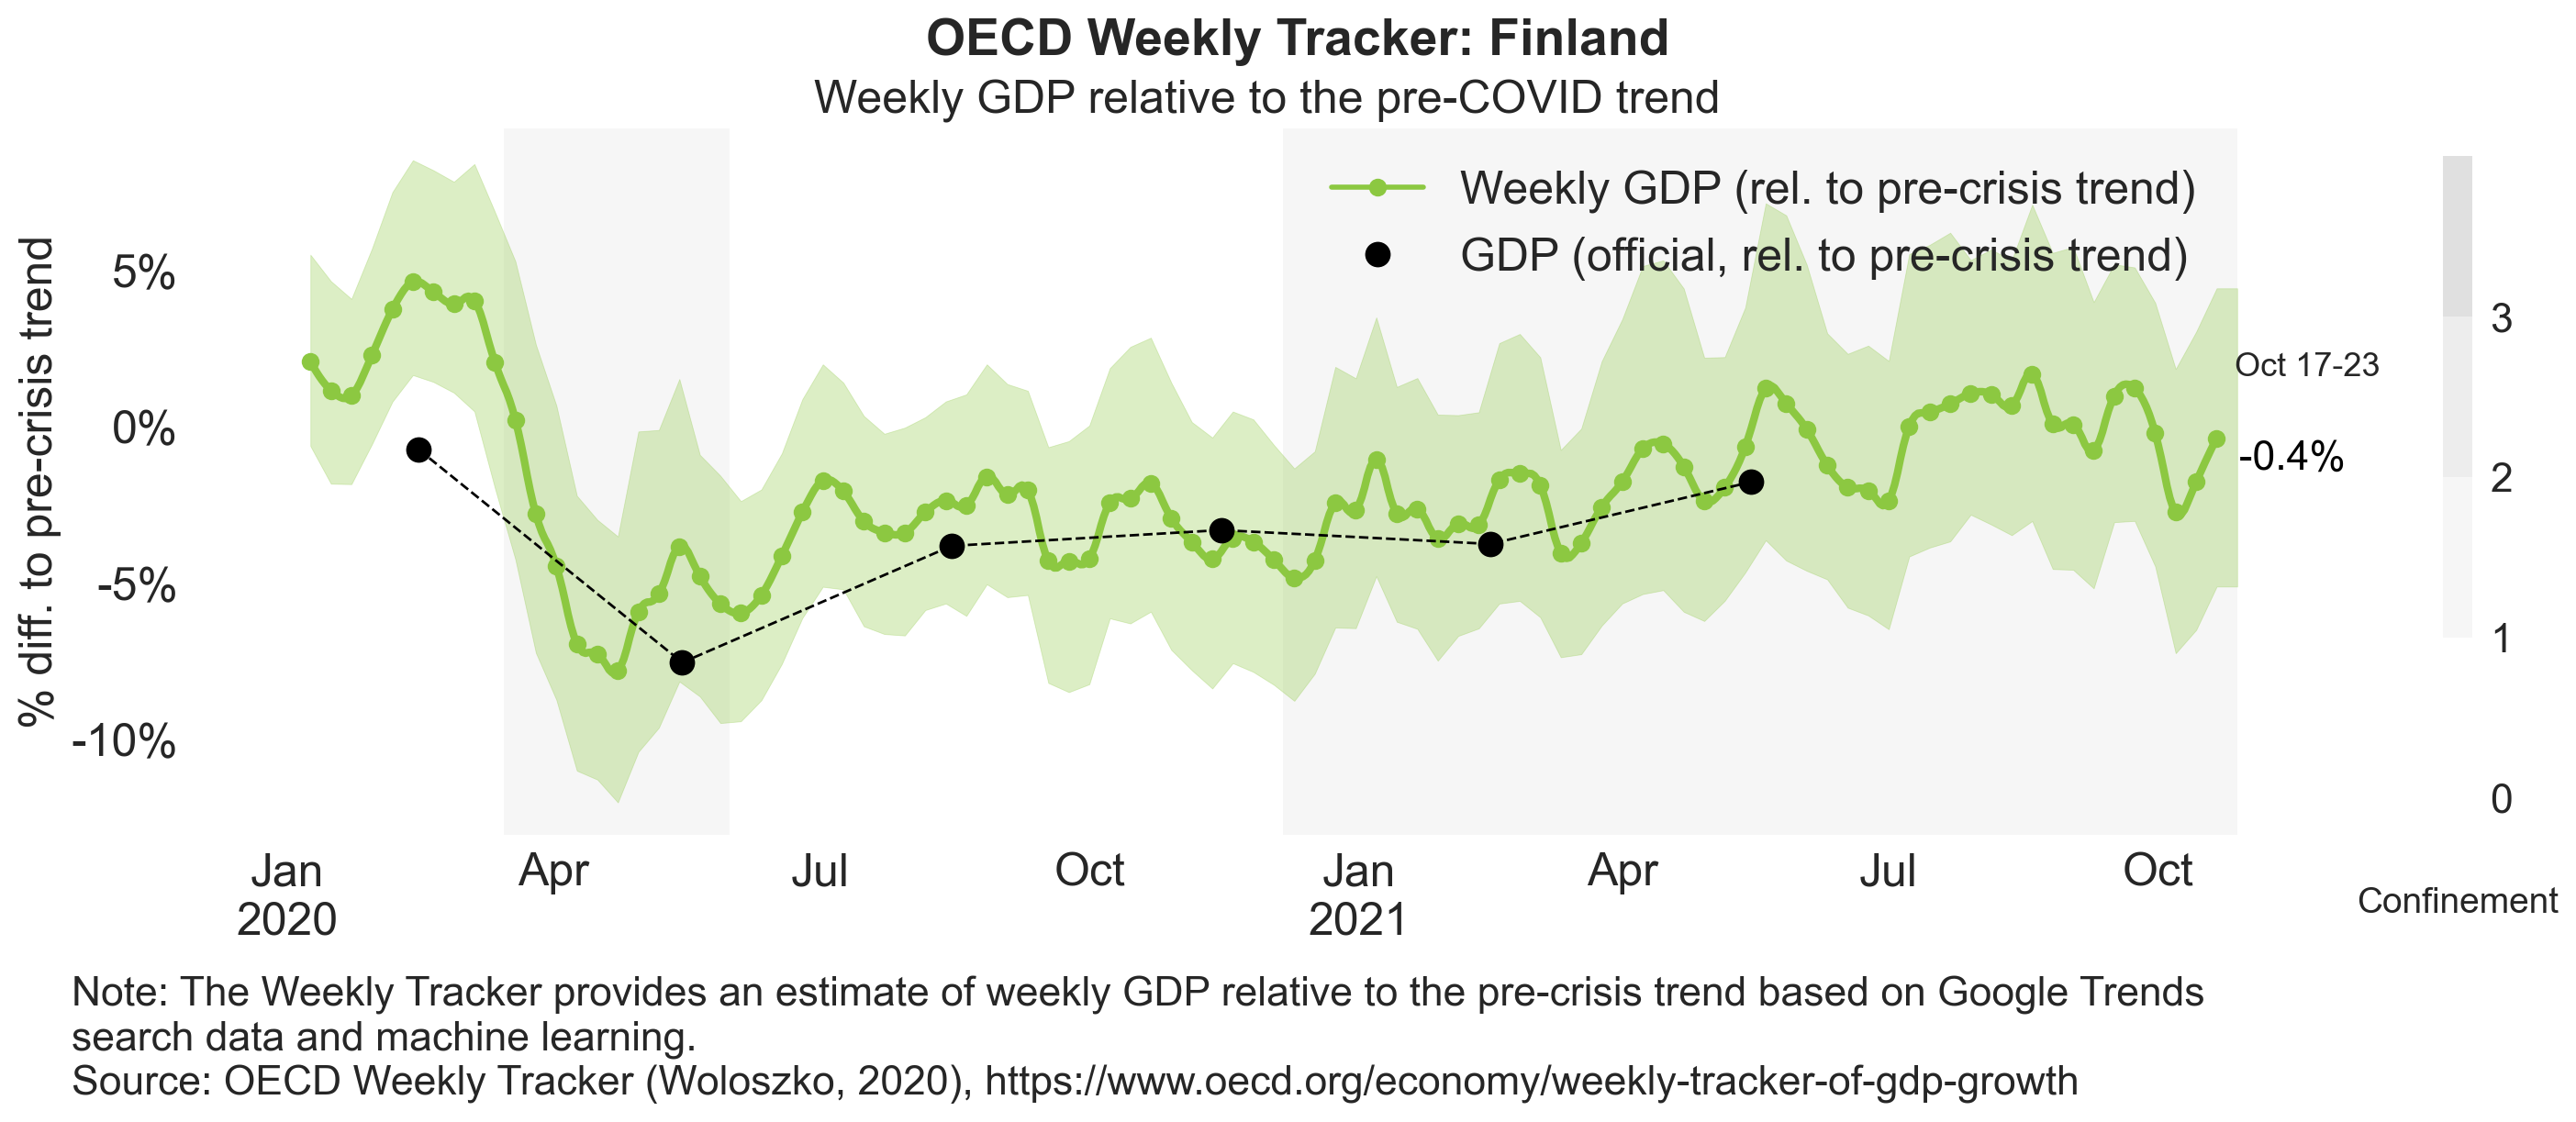 OECD Weekly Tracker: Finland
Weekly GDP relative to the pre-COVID trend
% diff. to pre-crisis trend
5%
0%
-5%
-10%
Weekly GDP (rel. to pre-crisis trend)
GDP (official, rel. to pre-crisis trend)
Oct 17-23
-0.4%
3
2
1
0
Confinement
Jan
2020
Apr
Jul
Oct
Jan
2021
Apr
Jul
Oct
Note: The Weekly Tracker provides an estimate of weekly GDP relative to the pre-crisis trend based on Google Trends
search data and machine learning.
Source: OECD Weekly Tracker (Woloszko, 2020), https://www.oecd.org/economy/weekly-tracker-of-gdp-growth